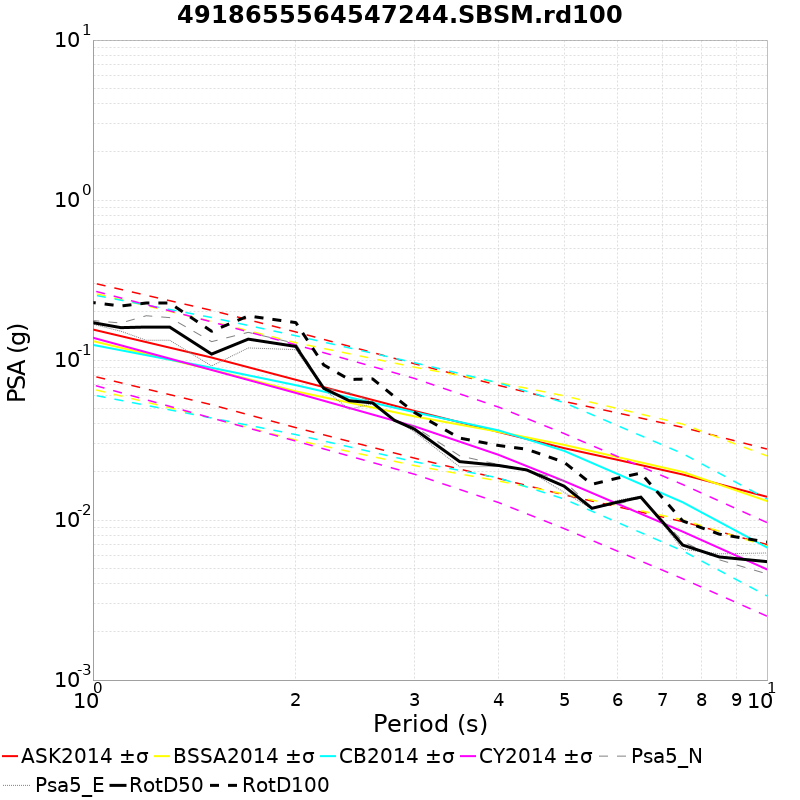 4918655564547244.SBSM.rd100
10^1
10^0
10^-1
10^-2
10^-3
PSA (g)
10^0 2 3 4 5 6 7 8 9 10^1
Period (s)
ASK2014 ±σ BSSA2014 ±σ CB2014 ±σ CY2014 ±σ Psa5_N
Psa5_E RotD50 RotD100